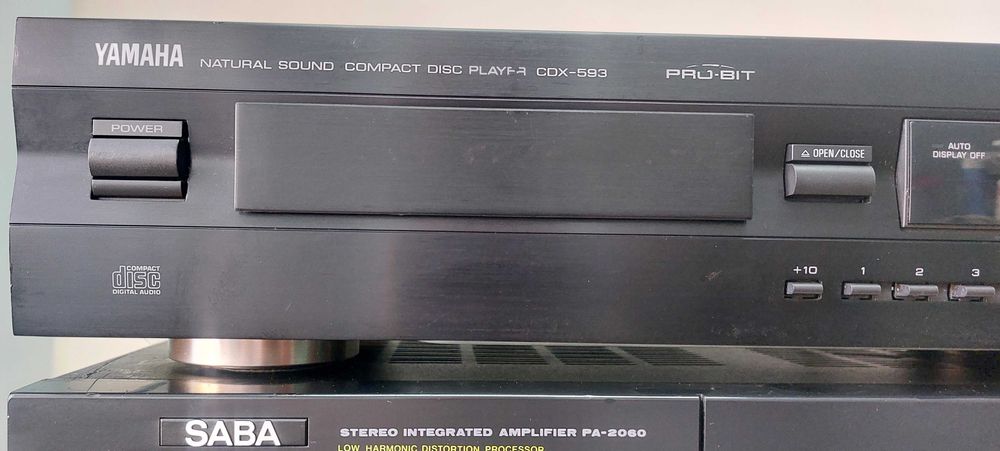 YAMAHA NATURAL SOUND COMPACT DISC PLAYER CDX-593 PRO-BIT
POWER
OPEN/CLOSE
AUTO
DISPLAY OFF
COMPACT
disc
DIGITAL AUDIO
+10 1 2 3
SABA STEREO INTEGRATED AMPLIFIER PA-2060
LOW HARMONIC DISTORTION PROCESSOR